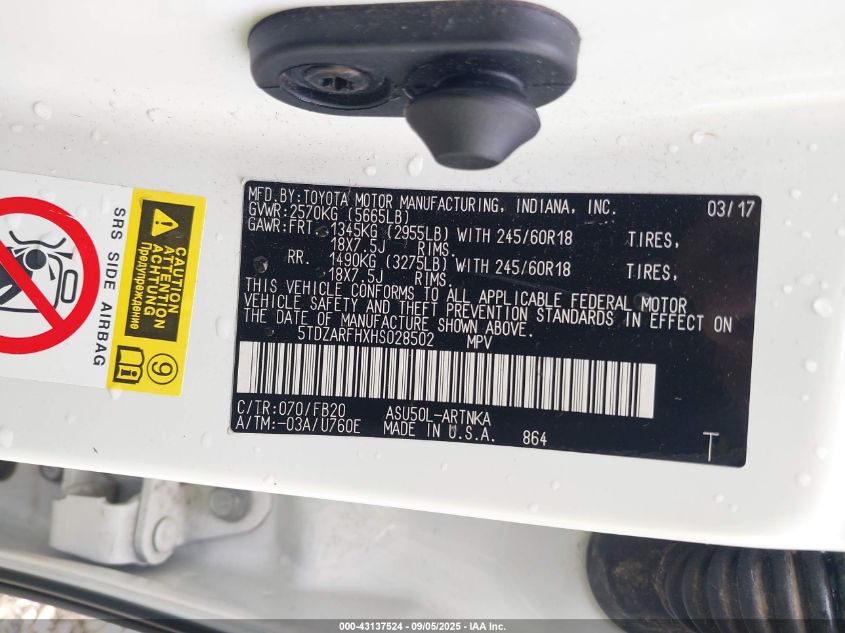 MFD.BY:TOYOTA MOTOR MANUFACTURING, INDIANA, INC. 03/17
GVWR:2570KG (5665LB)
GAWR:FRT. 1345KG (2955LB) WITH 245/60R18 TIRES,
18X7.5J RIMS.
RR. 1490KG (3275LB) WITH 245/60R18 TIRES,
18X7.5J RIMS.
THIS VEHICLE CONFORMS TO ALL APPLICABLE FEDERAL MOTOR
VEHICLE SAFETY AND THEFT PREVENTION STANDARDS IN EFFECT ON
THE DATE OF MANUFACTURE SHOWN ABOVE.
5TDZARFHXHS028502 MPV
C/TR:070/FB20 ASU50L-ARTNKA
A/TM:-03A/U760E MADE IN U.S.A. 864
T
SRS SIDE AIRBAG
CAUTION
ATTENTION
ACHTUNG
Предупреждение
9
000-43137524 - 09/05/2025 - IAA Inc.